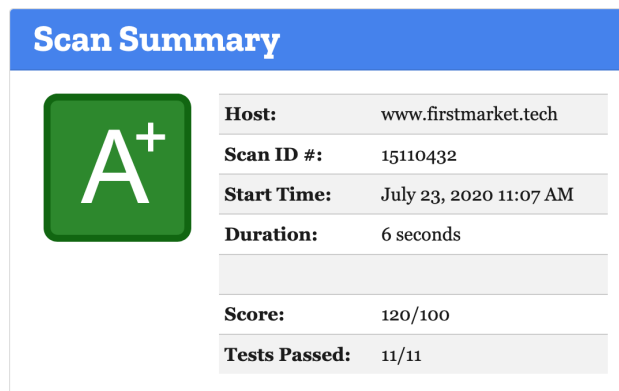 Scan Summary
A+
Host: www.firstmarket.tech
Scan ID #: 15110432
Start Time: July 23, 2020 11:07 AM
Duration: 6 seconds
Score: 120/100
Tests Passed: 11/11